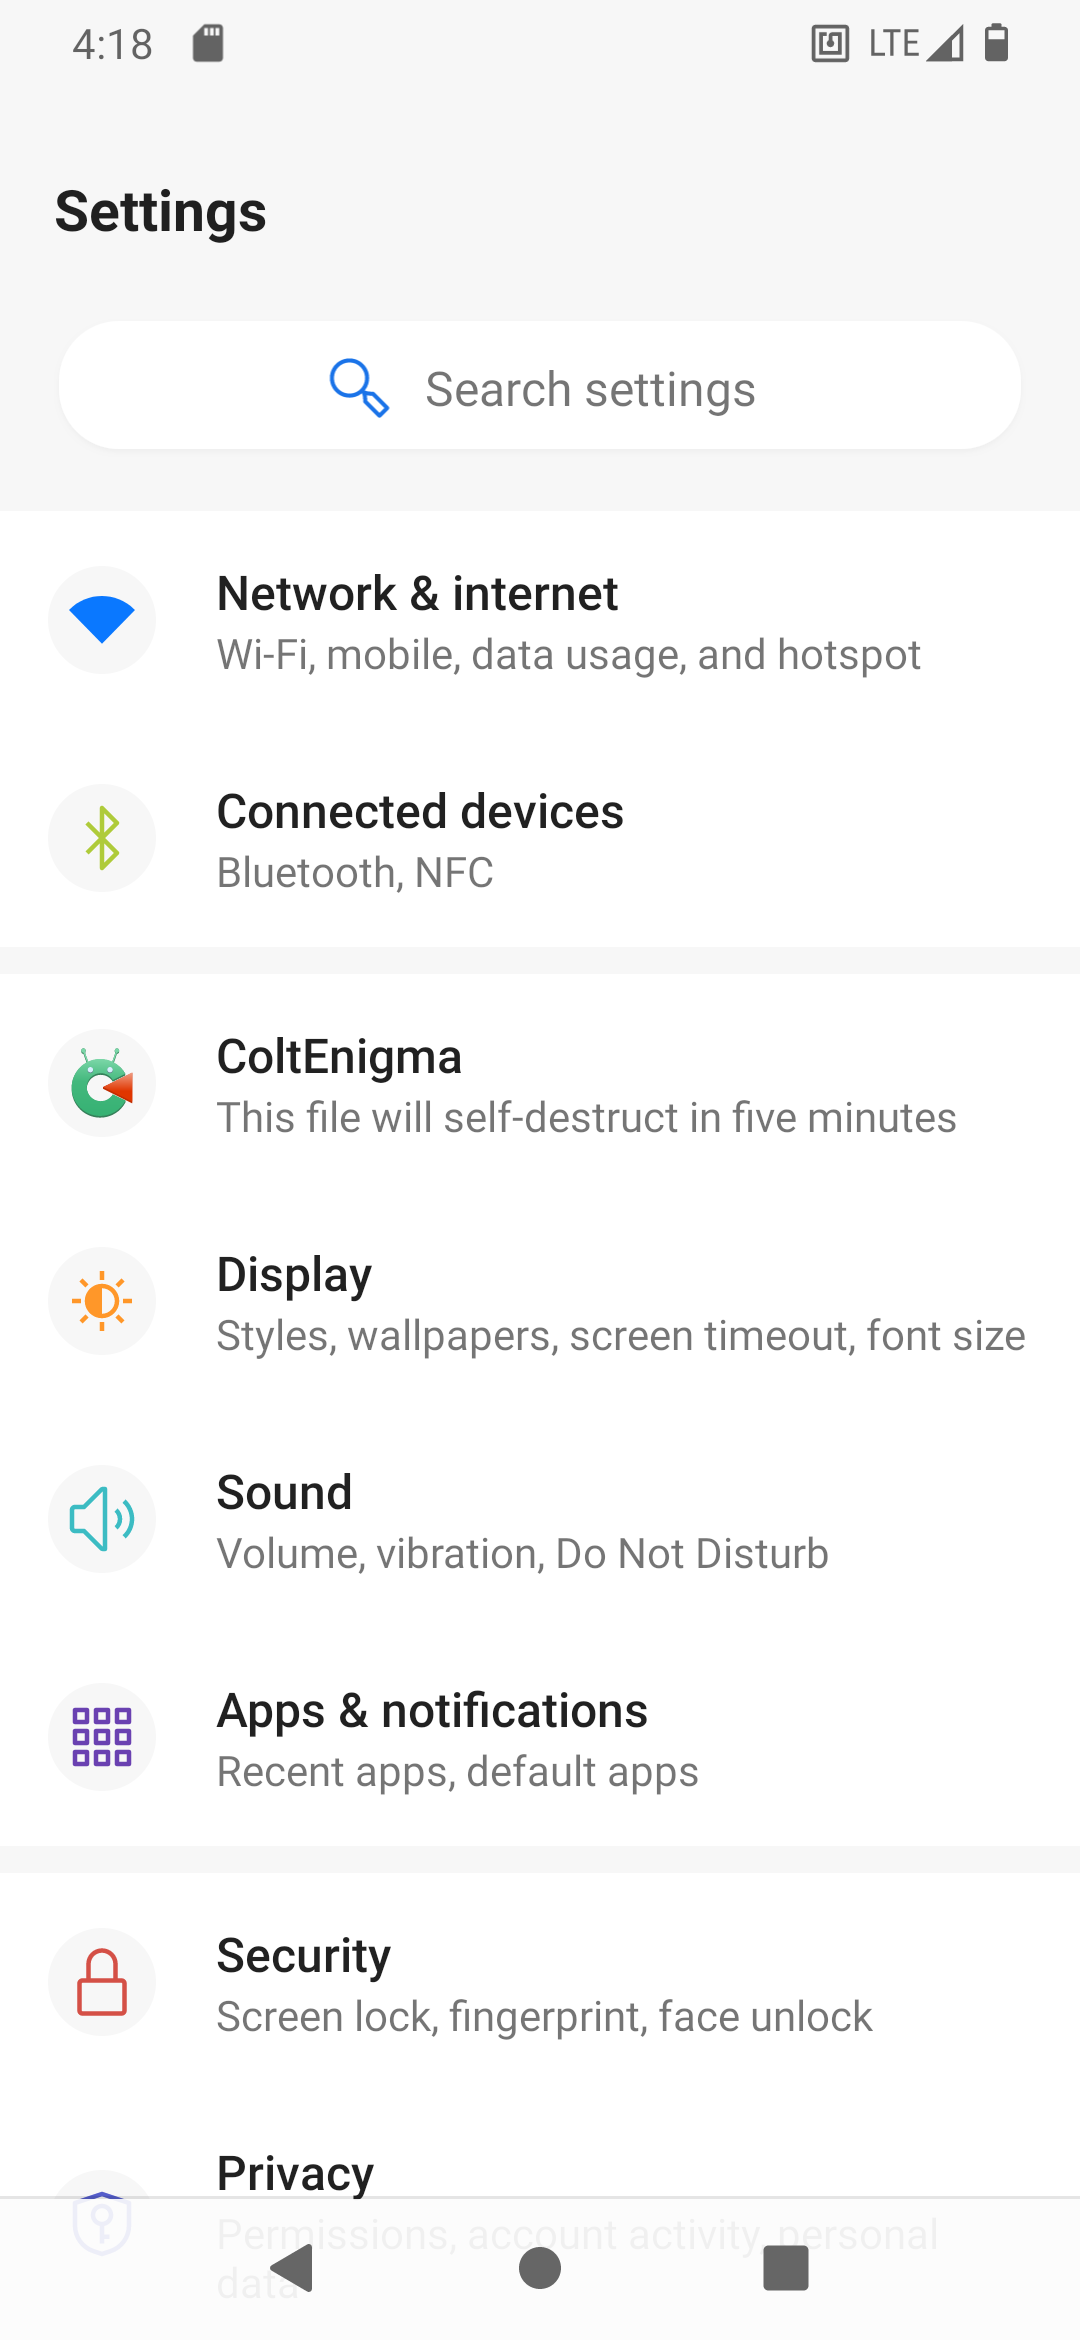 4:18
LTE
Settings
Search settings
Network & internet
Wi-Fi, mobile, data usage, and hotspot
Connected devices
Bluetooth, NFC
ColtEnigma
This file will self-destruct in five minutes
Display
Styles, wallpapers, screen timeout, font size
Sound
Volume, vibration, Do Not Disturb
Apps & notifications
Recent apps, default apps
Security
Screen lock, fingerprint, face unlock
Privacy
Permissions, account activity, personal
data